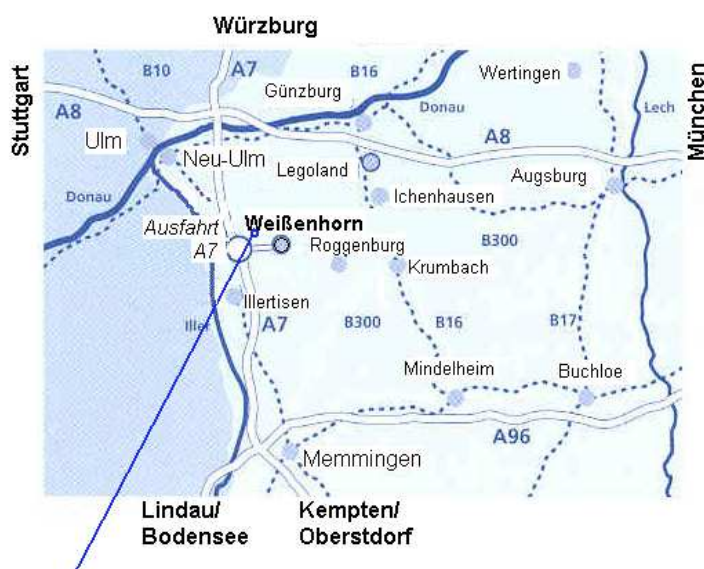 Würzburg
Stuttgart
München
B10
A7
B16
Wertingen
Günzburg
Donau
Lech
A8
A8
Ulm
Neu-Ulm
Legoland
Augsburg
Donau
Ichenhausen
Ausfahrt
A7
Weißenhorn
Roggenburg
B300
Krumbach
Illertisen
Iller
A7
B300
B16
B17
Mindelheim
Buchloe
A96
Memmingen
Lindau/
Bodensee
Kempten/
Oberstdorf